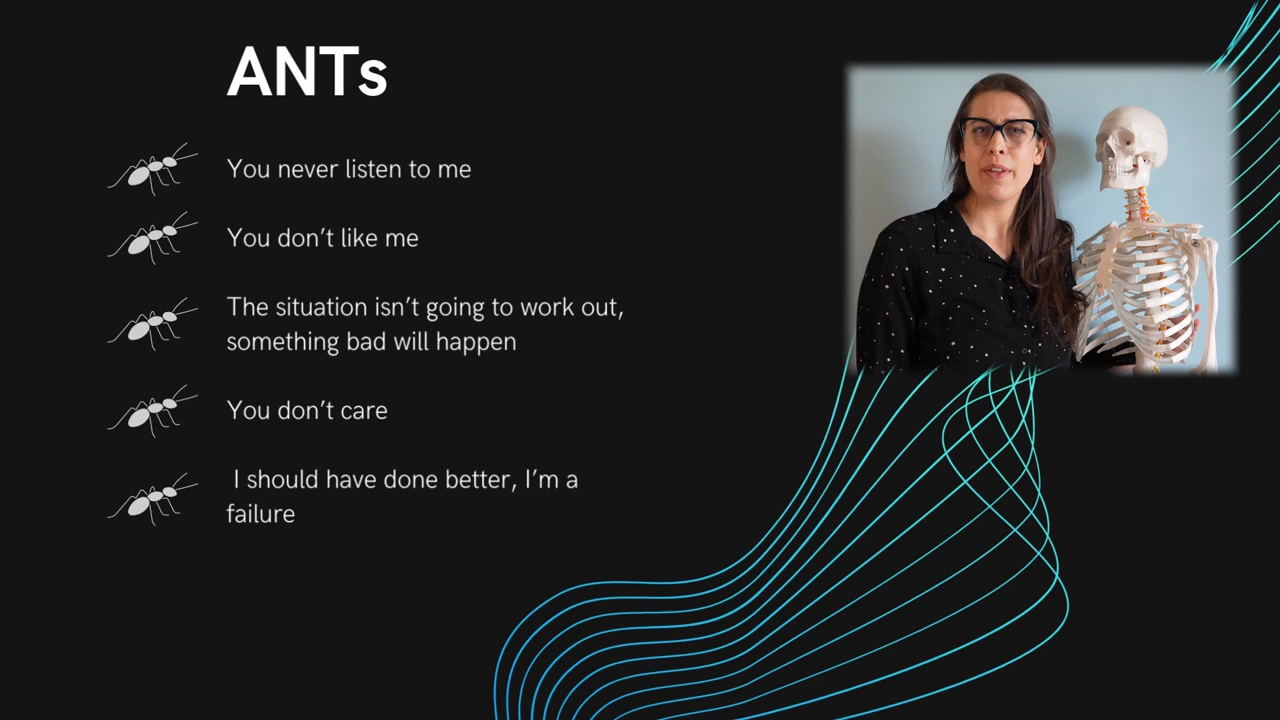 ANTs
You never listen to me
You don’t like me
The situation isn’t going to work out,
something bad will happen
You don’t care
I should have done better, I’m a
failure